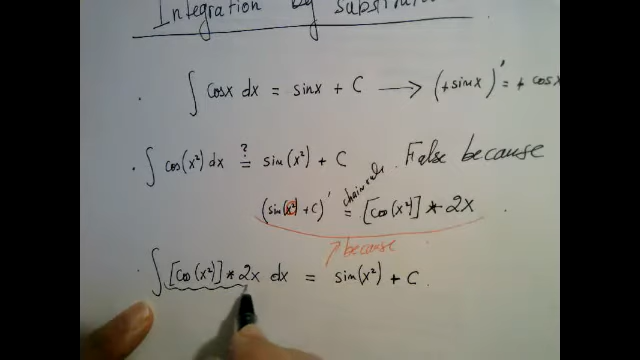 Integration by Substitu
∫ cosx dx = sinx + C → (+sinx)' = + cosx
∫ cos(x²) dx ≟ sin(x²) + C . False because
(sin(x²) + C)' = [cos(x²)] * 2x
chain rule
because
∫ [cos(x²)] * 2x dx = sin(x²) + C .